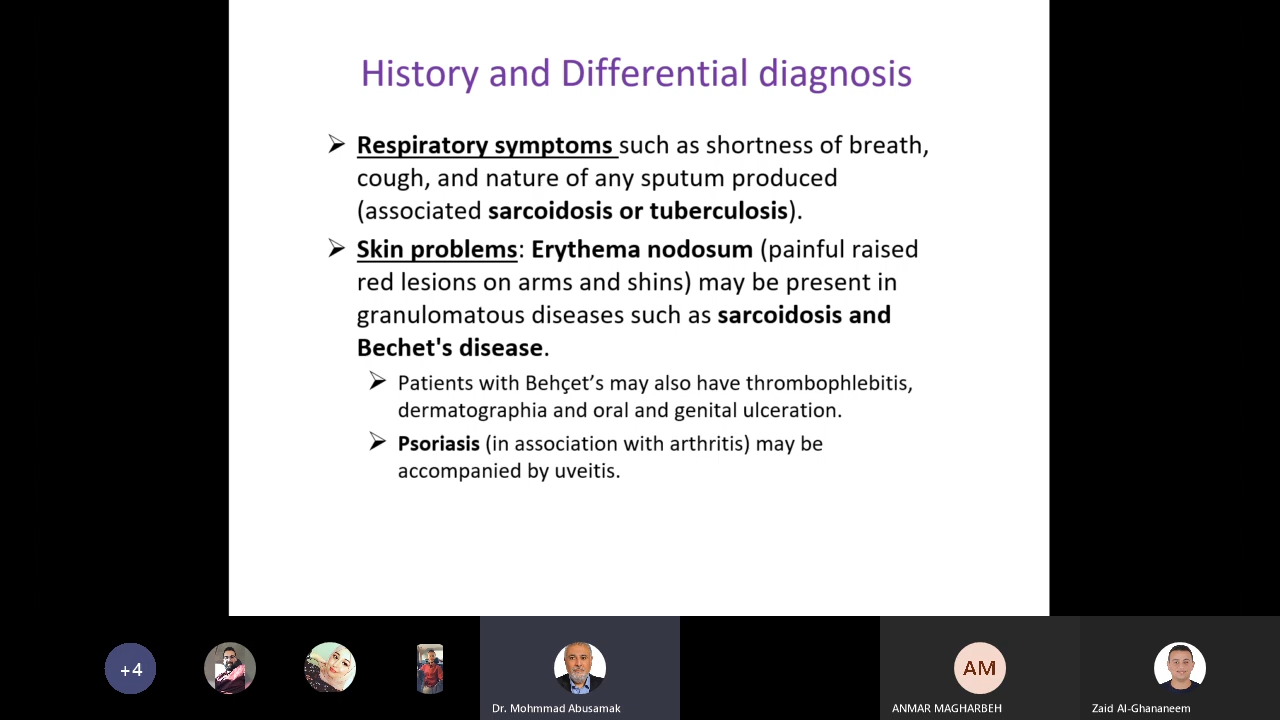 History and Differential diagnosis
➢ Respiratory symptoms such as shortness of breath,
cough, and nature of any sputum produced
(associated sarcoidosis or tuberculosis).
➢ Skin problems: Erythema nodosum (painful raised
red lesions on arms and shins) may be present in
granulomatous diseases such as sarcoidosis and
Bechet's disease.
➢ Patients with Behçet’s may also have thrombophlebitis,
dermatographia and oral and genital ulceration.
➢ Psoriasis (in association with arthritis) may be
accompanied by uveitis.
+4
AM
Dr. Mohmmad Abusamak
ANMAR MAGHARBEH
Zaid Al-Ghananeem